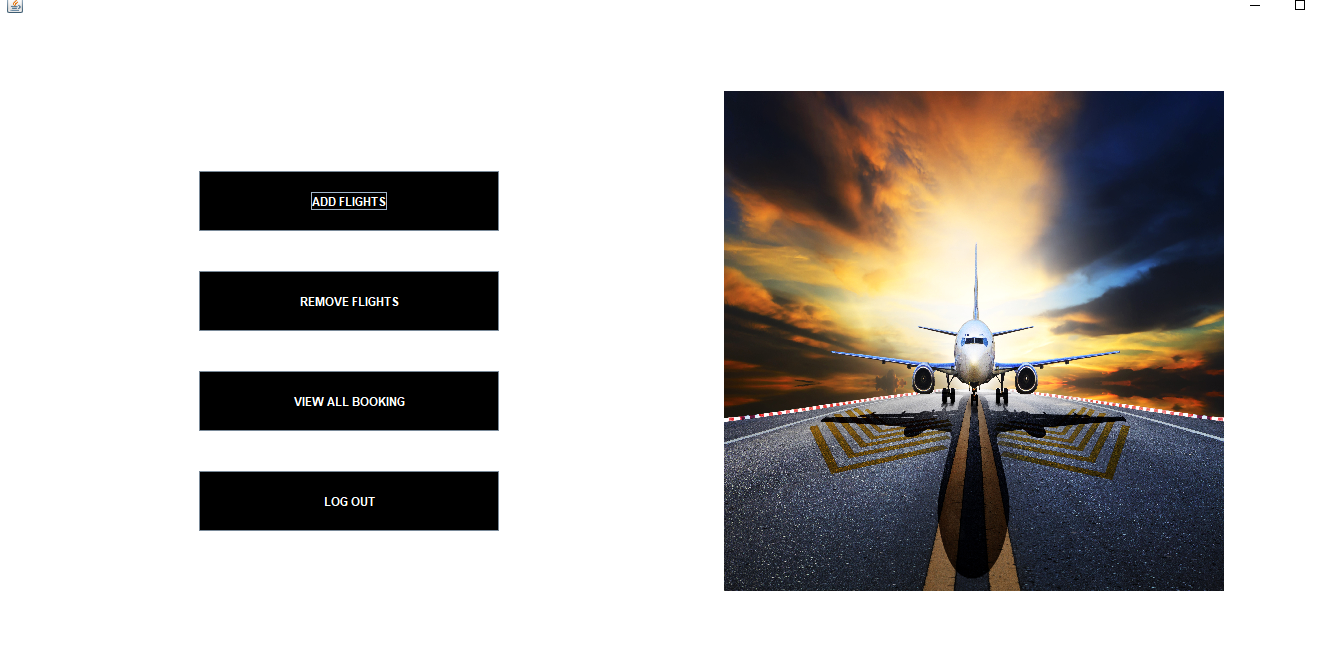 ADD FLIGHTS
REMOVE FLIGHTS
VIEW ALL BOOKING
LOG OUT